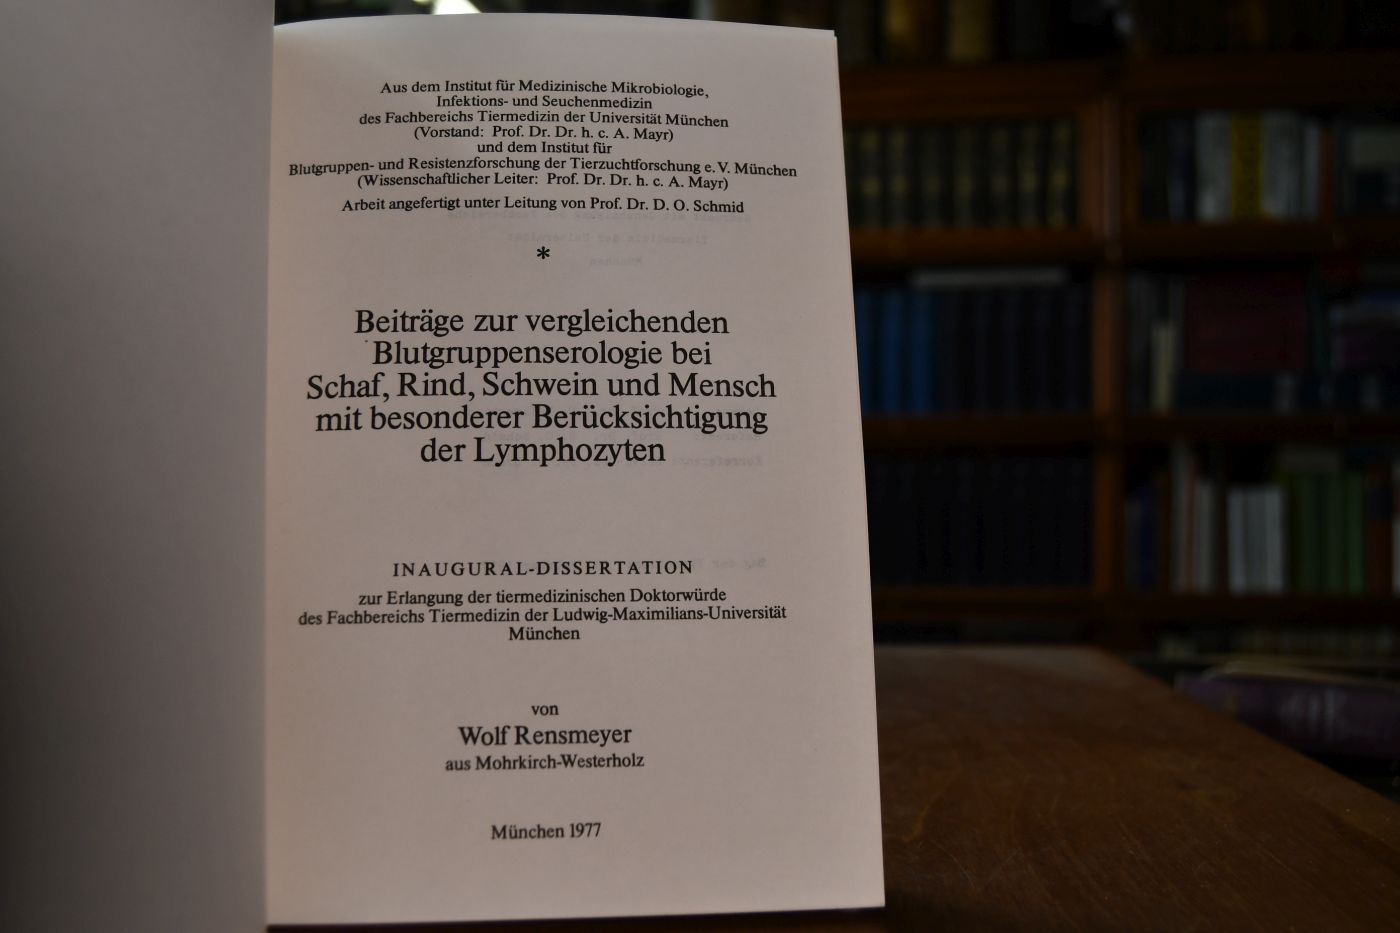 Aus dem Institut für Medizinische Mikrobiologie,
Infektions- und Seuchenmedizin
des Fachbereichs Tiermedizin der Universität München
(Vorstand: Prof. Dr. Dr. h. c. A. Mayr)
und dem Institut für
Blutgruppen- und Resistenzforschung der Tierzuchtforschung e. V. München
(Wissenschaftlicher Leiter: Prof. Dr. Dr. h. c. A. Mayr)
Arbeit angefertigt unter Leitung von Prof. Dr. D. O. Schmid
*
Beiträge zur vergleichenden
Blutgruppenserologie bei
Schaf, Rind, Schwein und Mensch
mit besonderer Berücksichtigung
der Lymphozyten
INAUGURAL-DISSERTATION
zur Erlangung der tiermedizinischen Doktorwürde
des Fachbereichs Tiermedizin der Ludwig-Maximilians-Universität
München
von
Wolf Rensmeyer
aus Mohrkirch-Westerholz
München 1977